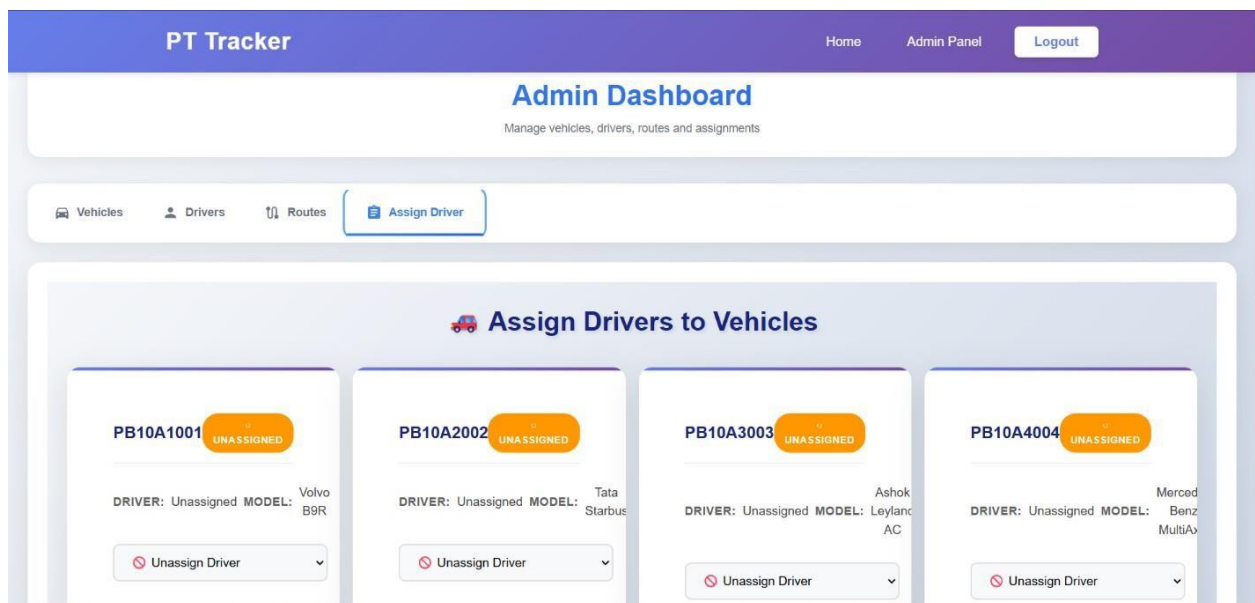 PT Tracker
Home Admin Panel Logout
Admin Dashboard
Manage vehicles, drivers, routes and assignments
Vehicles Drivers Routes Assign Driver
Assign Drivers to Vehicles
PB10A1001 UNASSIGNED
DRIVER: Unassigned MODEL: Volvo
B9R
Unassign Driver
PB10A2002 UNASSIGNED
DRIVER: Unassigned MODEL: Tata
Starbus
Unassign Driver
PB10A3003 UNASSIGNED
DRIVER: Unassigned MODEL: Ashok
Leyland
AC
Unassign Driver
PB10A4004 UNASSIGNED
DRIVER: Unassigned MODEL: Merced
Benz
MultiAx
Unassign Driver